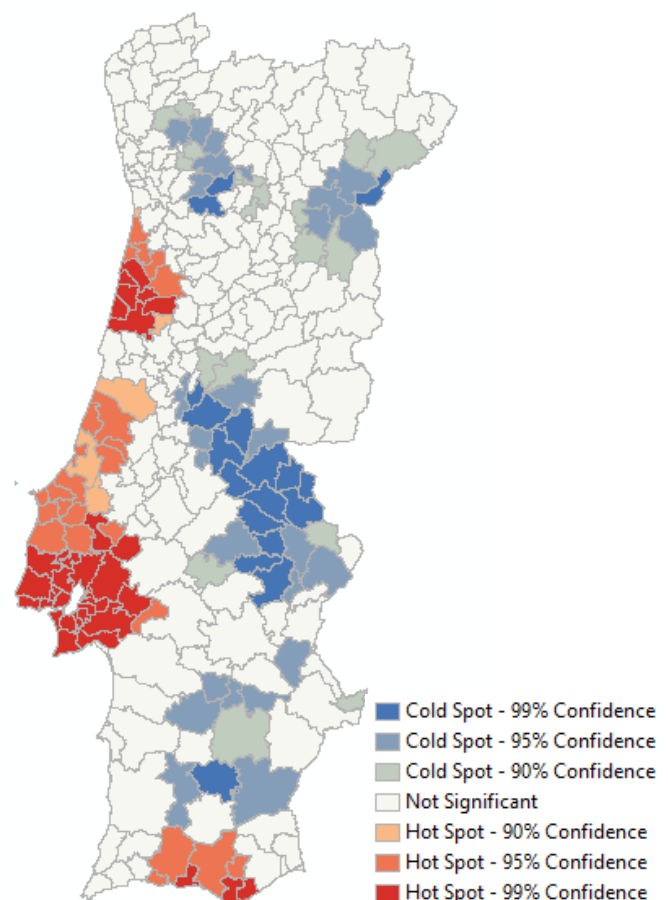 Cold Spot - 99% Confidence
Cold Spot - 95% Confidence
Cold Spot - 90% Confidence
Not Significant
Hot Spot - 90% Confidence
Hot Spot - 95% Confidence
Hot Spot - 99% Confidence